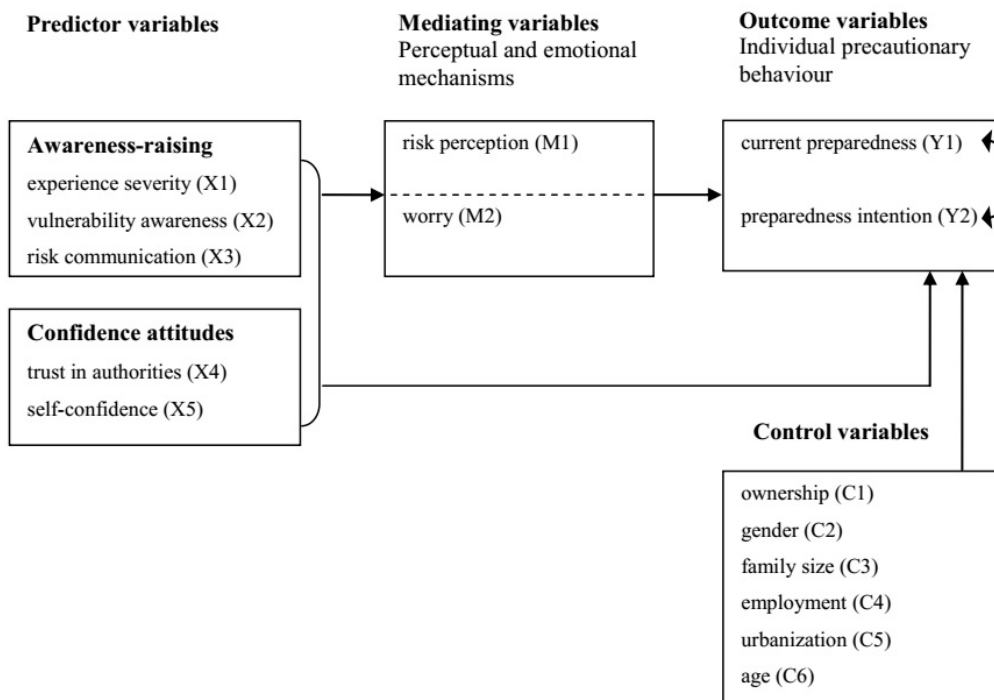 Predictor variables
Mediating variables
Perceptual and emotional
mechanisms
Outcome variables
Individual precautionary
behaviour
Awareness-raising
experience severity (X1)
vulnerability awareness (X2)
risk communication (X3)
Confidence attitudes
trust in authorities (X4)
self-confidence (X5)
risk perception (M1)
worry (M2)
current preparedness (Y1)
preparedness intention (Y2)
Control variables
ownership (C1)
gender (C2)
family size (C3)
employment (C4)
urbanization (C5)
age (C6)